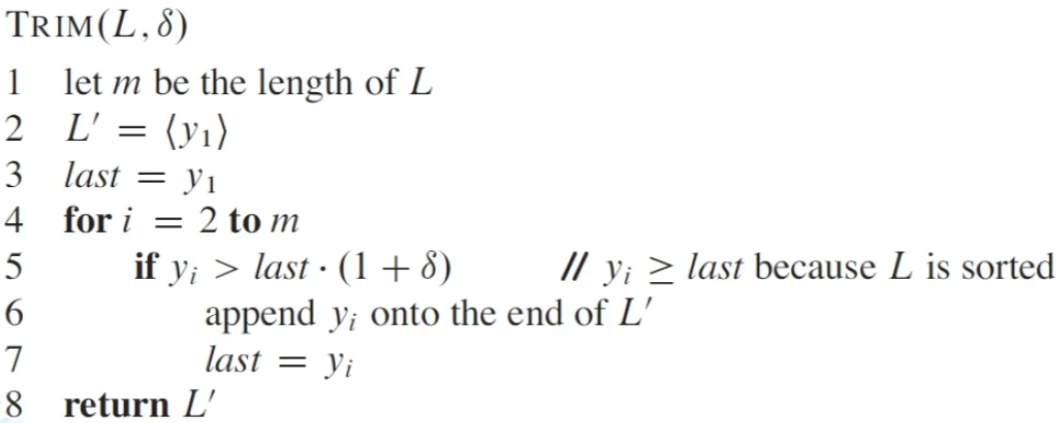 TRIM(L, δ)
1 let m be the length of L
2 L′ = ⟨y₁⟩
3 last = y₁
4 for i = 2 to m
5 if yᵢ > last · (1 + δ) // yᵢ ≥ last because L is sorted
6 append yᵢ onto the end of L′
7 last = yᵢ
8 return L′